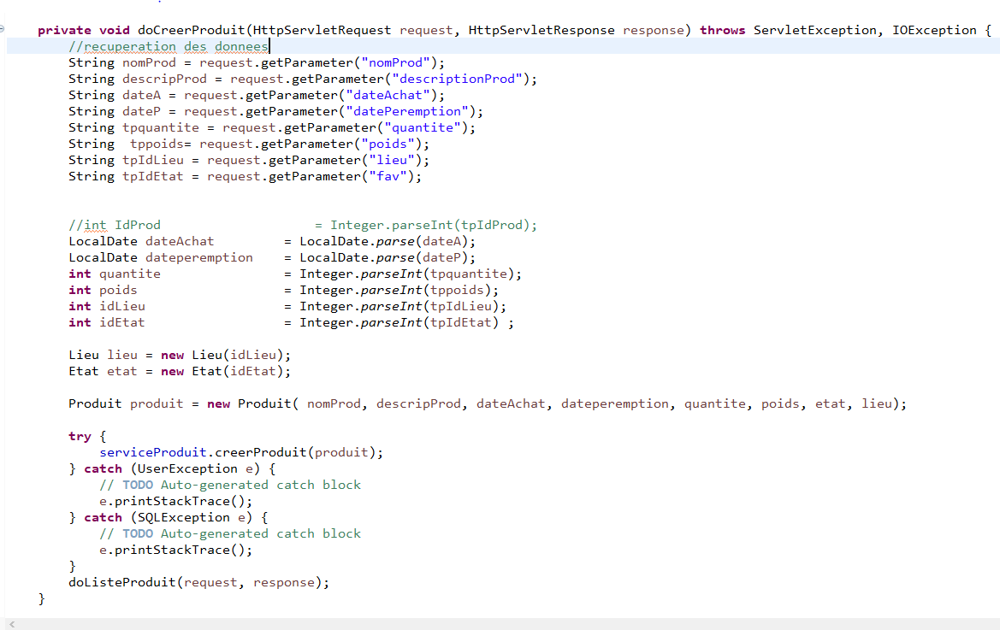 private void doCreerProduit(HttpServletRequest request, HttpServletResponse response) throws ServletException, IOException {
//recuperation des donnees
String nomProd = request.getParameter("nomProd");
String descripProd = request.getParameter("descriptionProd");
String dateA = request.getParameter("dateAchat");
String dateP = request.getParameter("datePeremption");
String tpquantite = request.getParameter("quantite");
String  tppoids= request.getParameter("poids");
String tpIdLieu = request.getParameter("lieu");
String tpIdEtat = request.getParameter("fav");
//int IdProd = Integer.parseInt(tpIdProd);
LocalDate dateAchat = LocalDate.parse(dateA);
LocalDate dateperemption = LocalDate.parse(dateP);
int quantite = Integer.parseInt(tpquantite);
int poids = Integer.parseInt(tppoids);
int idLieu = Integer.parseInt(tpIdLieu);
int idEtat = Integer.parseInt(tpIdEtat) ;
Lieu lieu = new Lieu(idLieu);
Etat etat = new Etat(idEtat);
Produit produit = new Produit( nomProd, descripProd, dateAchat, dateperemption, quantite, poids, etat, lieu);
try {
serviceProduit.creerProduit(produit);
} catch (UserException e) {
// TODO Auto-generated catch block
e.printStackTrace();
} catch (SQLException e) {
// TODO Auto-generated catch block
e.printStackTrace();
}
doListeProduit(request, response);
}